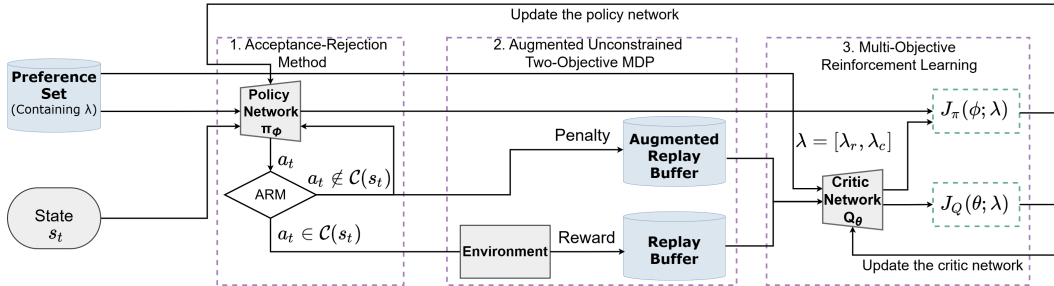 Update the policy network
1. Acceptance-Rejection
Method
2. Augmented Unconstrained
Two-Objective MDP
3. Multi-Objective
Reinforcement Learning
Preference
Set
(Containing λ)
Policy
Network
π_ϕ
a_t
ARM
a_t ∉ C(s_t)
a_t ∈ C(s_t)
State
s_t
Penalty
Augmented
Replay
Buffer
Environment
Reward
Replay
Buffer
λ = [λ_r, λ_c]
Critic
Network
Q_θ
J_π(ϕ; λ)
J_Q(θ; λ)
Update the critic network